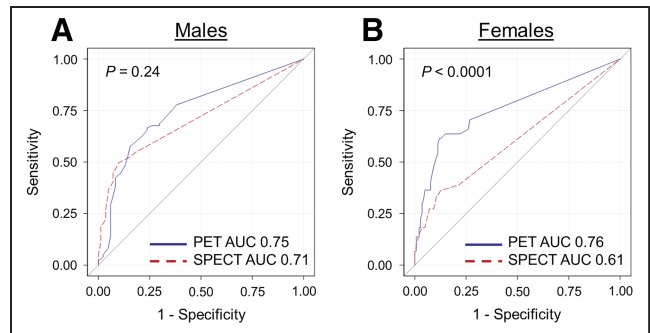 A Males
P = 0.24
1.00
0.75
0.50
0.25
0.00
Sensitivity
PET AUC 0.75
SPECT AUC 0.71
0.00 0.25 0.50 0.75 1.00
1 - Specificity
B Females
P < 0.0001
1.00
0.75
0.50
0.25
0.00
Sensitivity
PET AUC 0.76
SPECT AUC 0.61
0.00 0.25 0.50 0.75 1.00
1 - Specificity